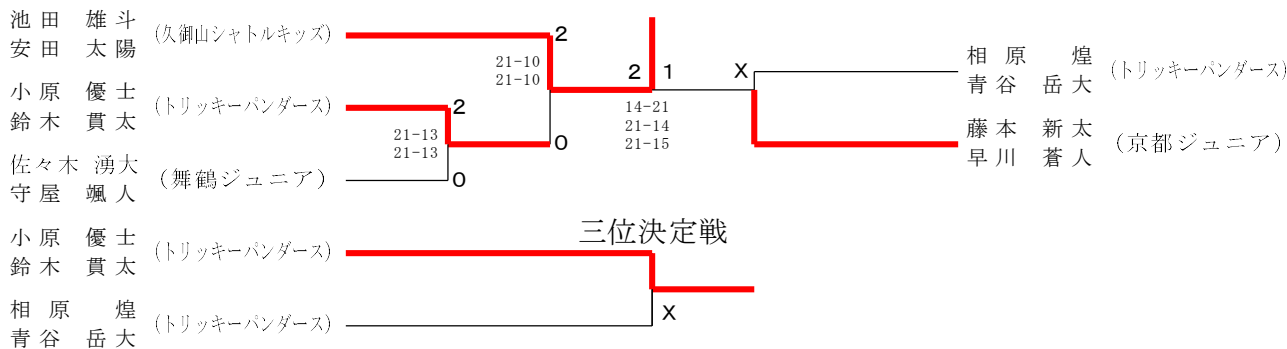 池田 雄斗
安田 太陽
(久御山シャトルキッズ)
2
21-10
21-10
小原 優士
鈴木 貫太
(トリッキーパンダース)
2
21-13
21-13
0
佐々木 湧大
守屋 颯人
(舞鶴ジュニア)
0
2 1
14-21
21-14
21-15
X
相原 煌
青谷 岳大
(トリッキーパンダース)
藤本 新太
早川 蒼人
(京都ジュニア)
三位決定戦
小原 優士
鈴木 貫太
(トリッキーパンダース)
相原 煌
青谷 岳大
(トリッキーパンダース)
X